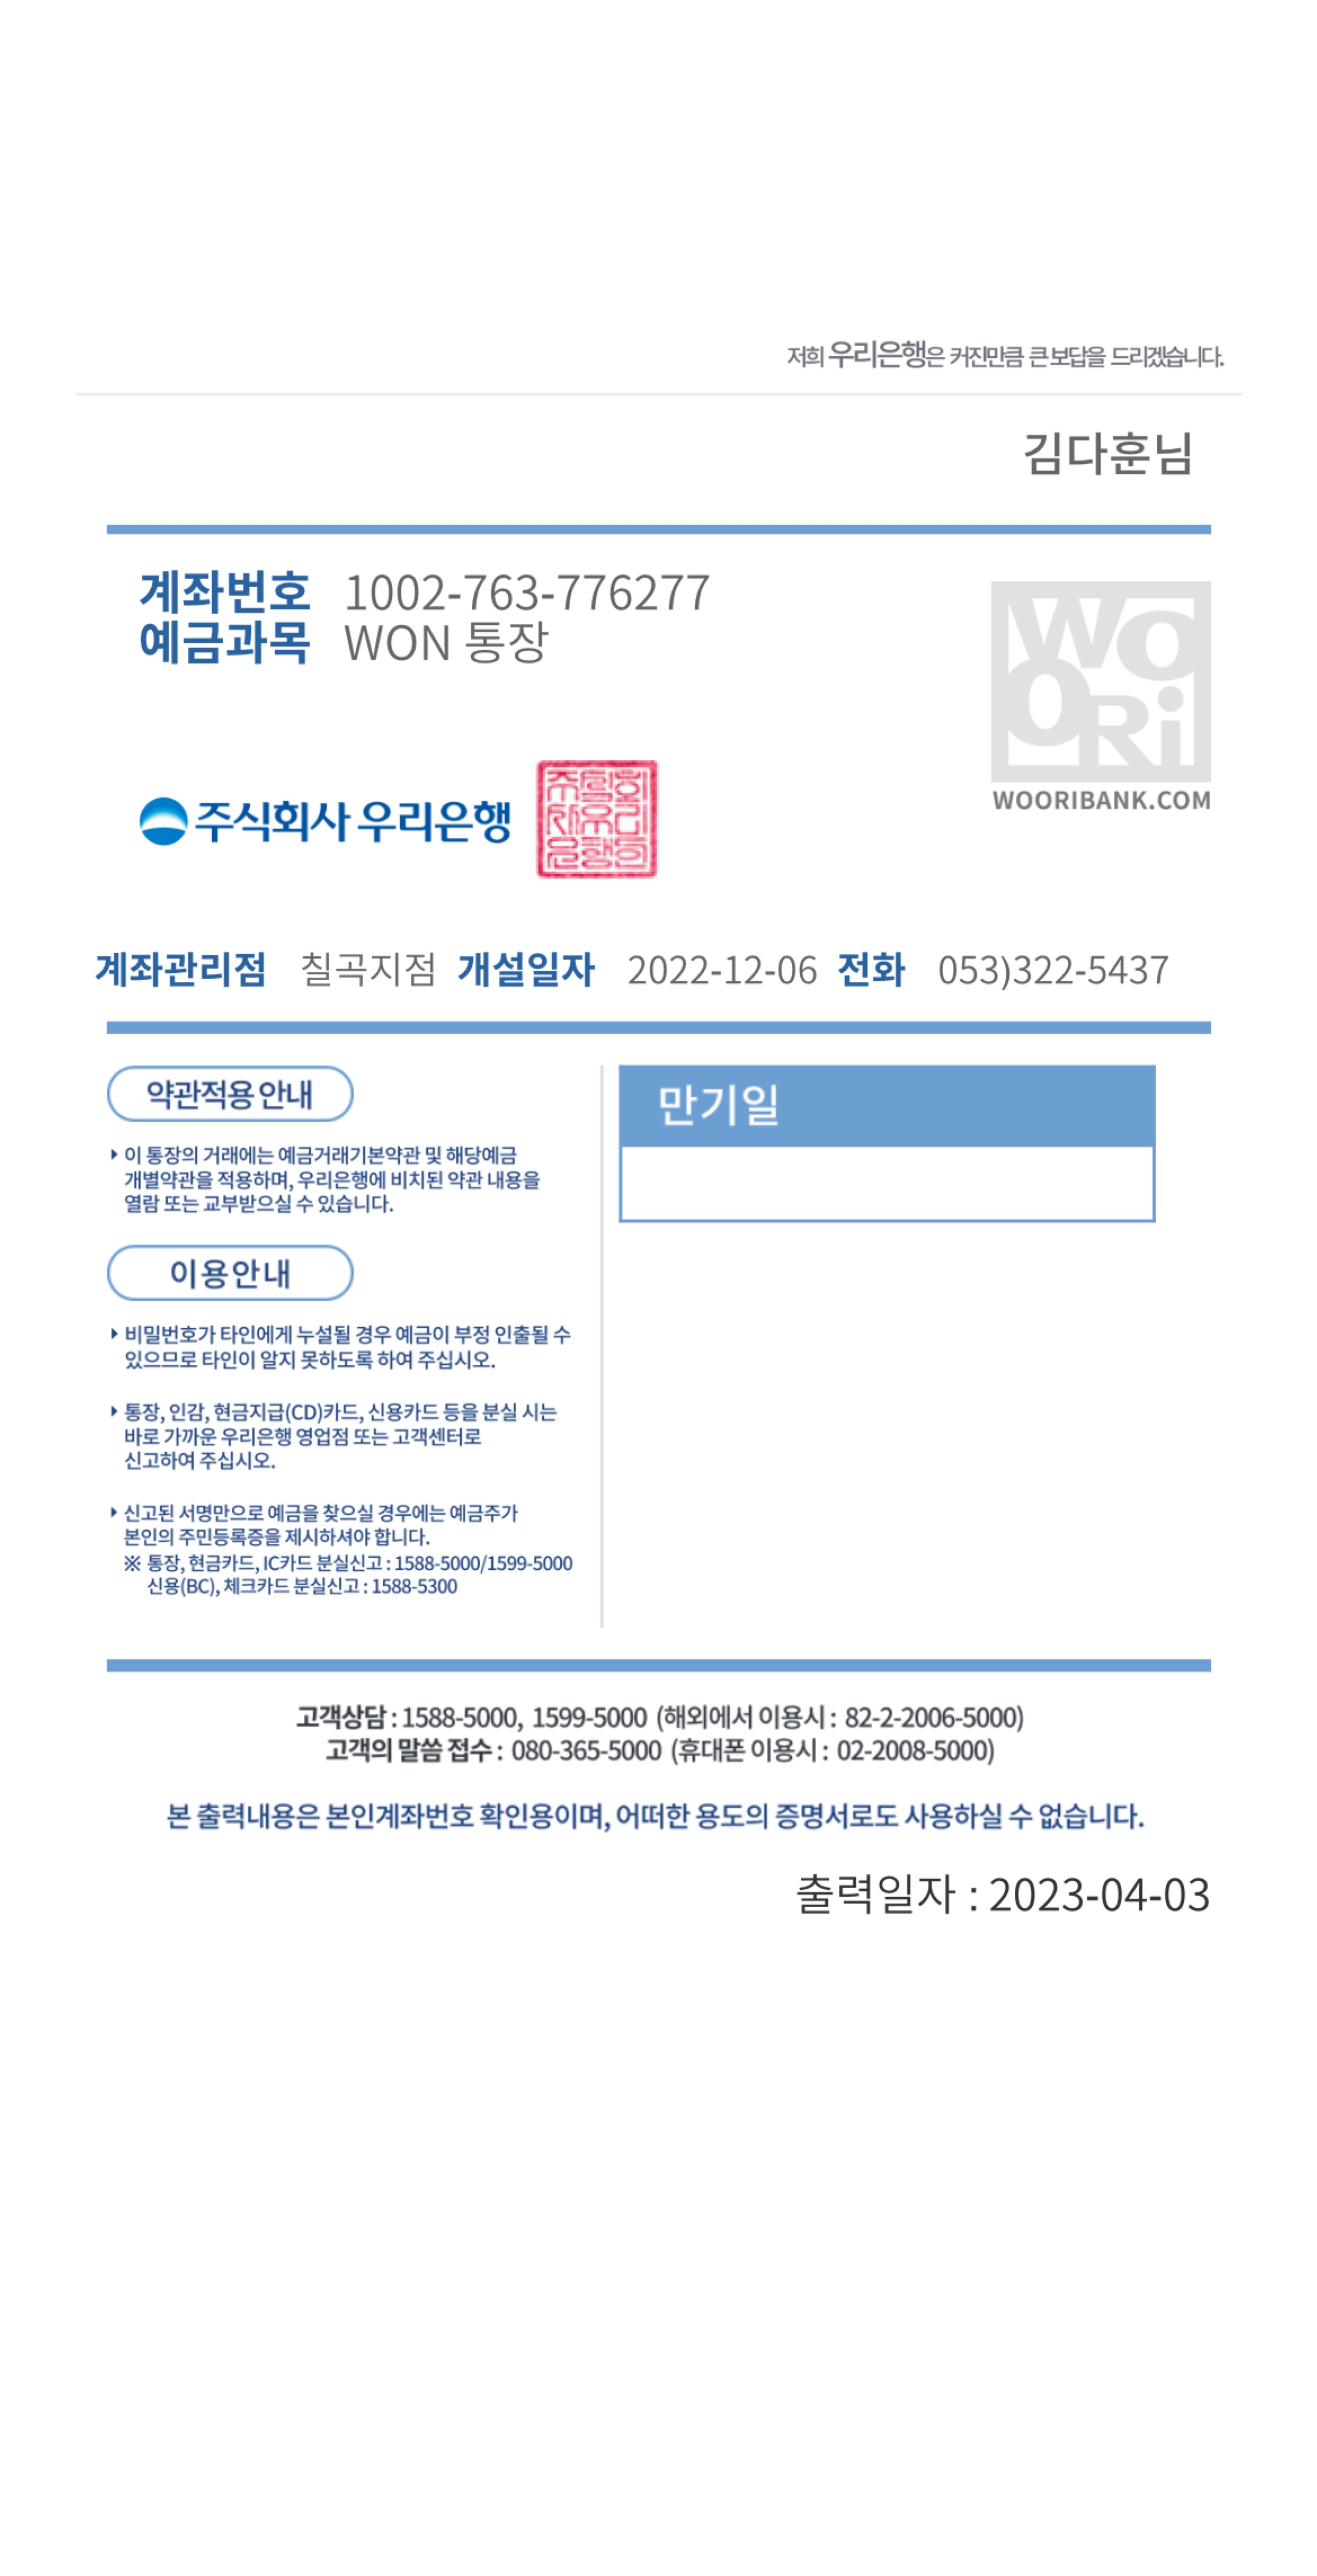 저희 우리은행은 커진만큼 큰 보답을 드리겠습니다.
김다훈님
계좌번호 1002-763-776277
예금과목 WON 통장
WOORi
WOORIBANK.COM
주식회사 우리은행
계좌관리점 칠곡지점 개설일자 2022-12-06 전화 053)322-5437
약관적용 안내
이 통장의 거래에는 예금거래기본약관 및 해당예금
개별약관을 적용하며, 우리은행에 비치된 약관 내용을
열람 또는 교부받으실 수 있습니다.
이용안내
비밀번호가 타인에게 누설될 경우 예금이 부정 인출될 수
있으므로 타인이 알지 못하도록 하여 주십시오.
통장, 인감, 현금지급(CD)카드, 신용카드 등을 분실 시는
바로 가까운 우리은행 영업점 또는 고객센터로
신고하여 주십시오.
신고된 서명만으로 예금을 찾으실 경우에는 예금주가
본인의 주민등록증을 제시하셔야 합니다.
※ 통장, 현금카드, IC카드 분실신고 : 1588-5000/1599-5000
신용(BC), 체크카드 분실신고 : 1588-5300
만기일
고객상담 : 1588-5000, 1599-5000 (해외에서 이용시 : 82-2-2006-5000)
고객의 말씀 접수 : 080-365-5000 (휴대폰 이용시 : 02-2008-5000)
본 출력내용은 본인계좌번호 확인용이며, 어떠한 용도의 증명서로도 사용하실 수 없습니다.
출력일자 : 2023-04-03